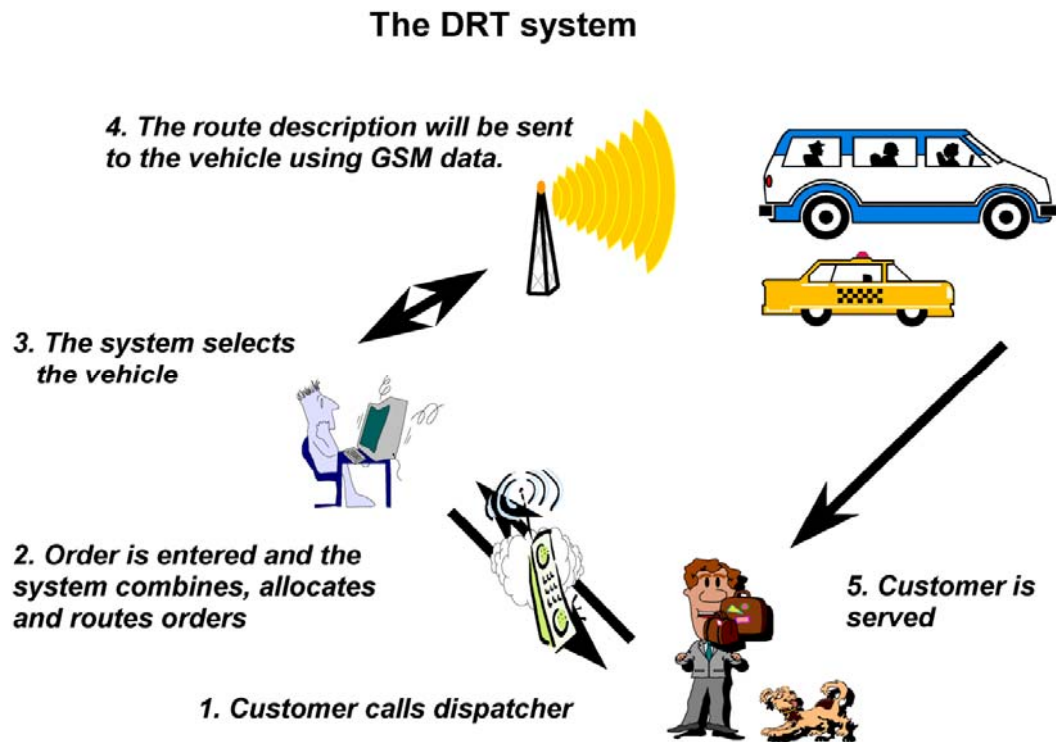 The DRT system
4. The route description will be sent
to the vehicle using GSM data.
3. The system selects
the vehicle
2. Order is entered and the
system combines, allocates
and routes orders
5. Customer is
served
1. Customer calls dispatcher